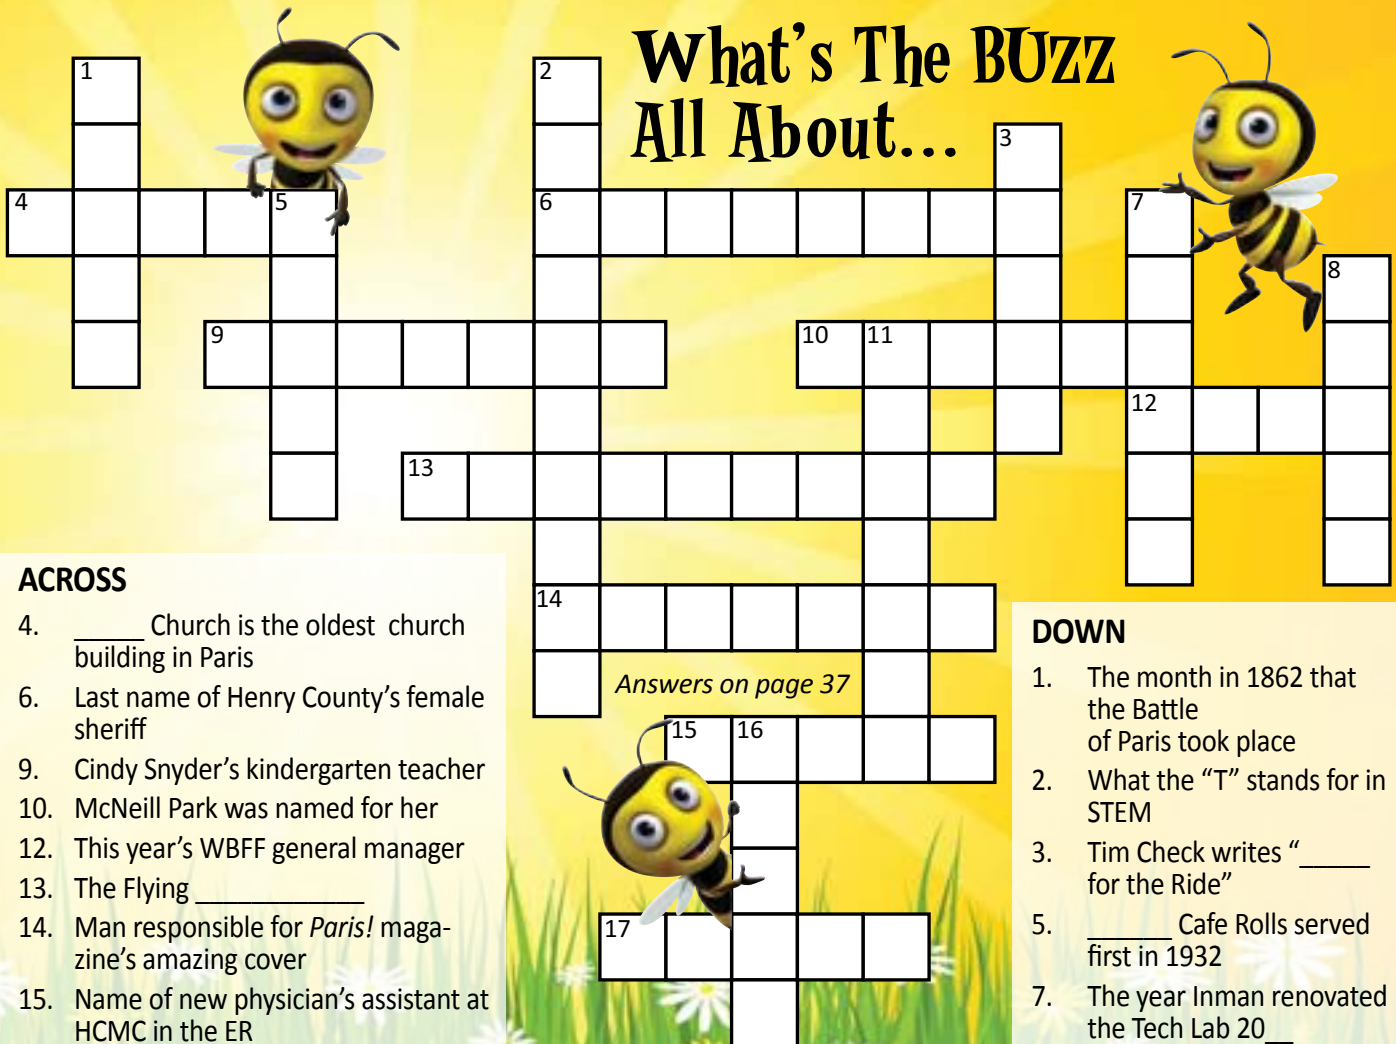 What's The BUzz
All About...
1
2
3
4
5
6
7
8
9
10
11
12
13
14
Answers on page 37
15
16
17
ACROSS
4. _____ Church is the oldest church
building in Paris
6. Last name of Henry County's female
sheriff
9. Cindy Snyder's kindergarten teacher
10. McNeill Park was named for her
12. This year's WBFF general manager
13. The Flying ____________
14. Man responsible for Paris! maga-
zine's amazing cover
15. Name of new physician's assistant at
HCMC in the ER
DOWN
1. The month in 1862 that
the Battle
of Paris took place
2. What the “T” stands for in
STEM
3. Tim Check writes “_____
for the Ride”
5. ______ Cafe Rolls served
first in 1932
7. The year Inman renovated
the Tech Lab 20__